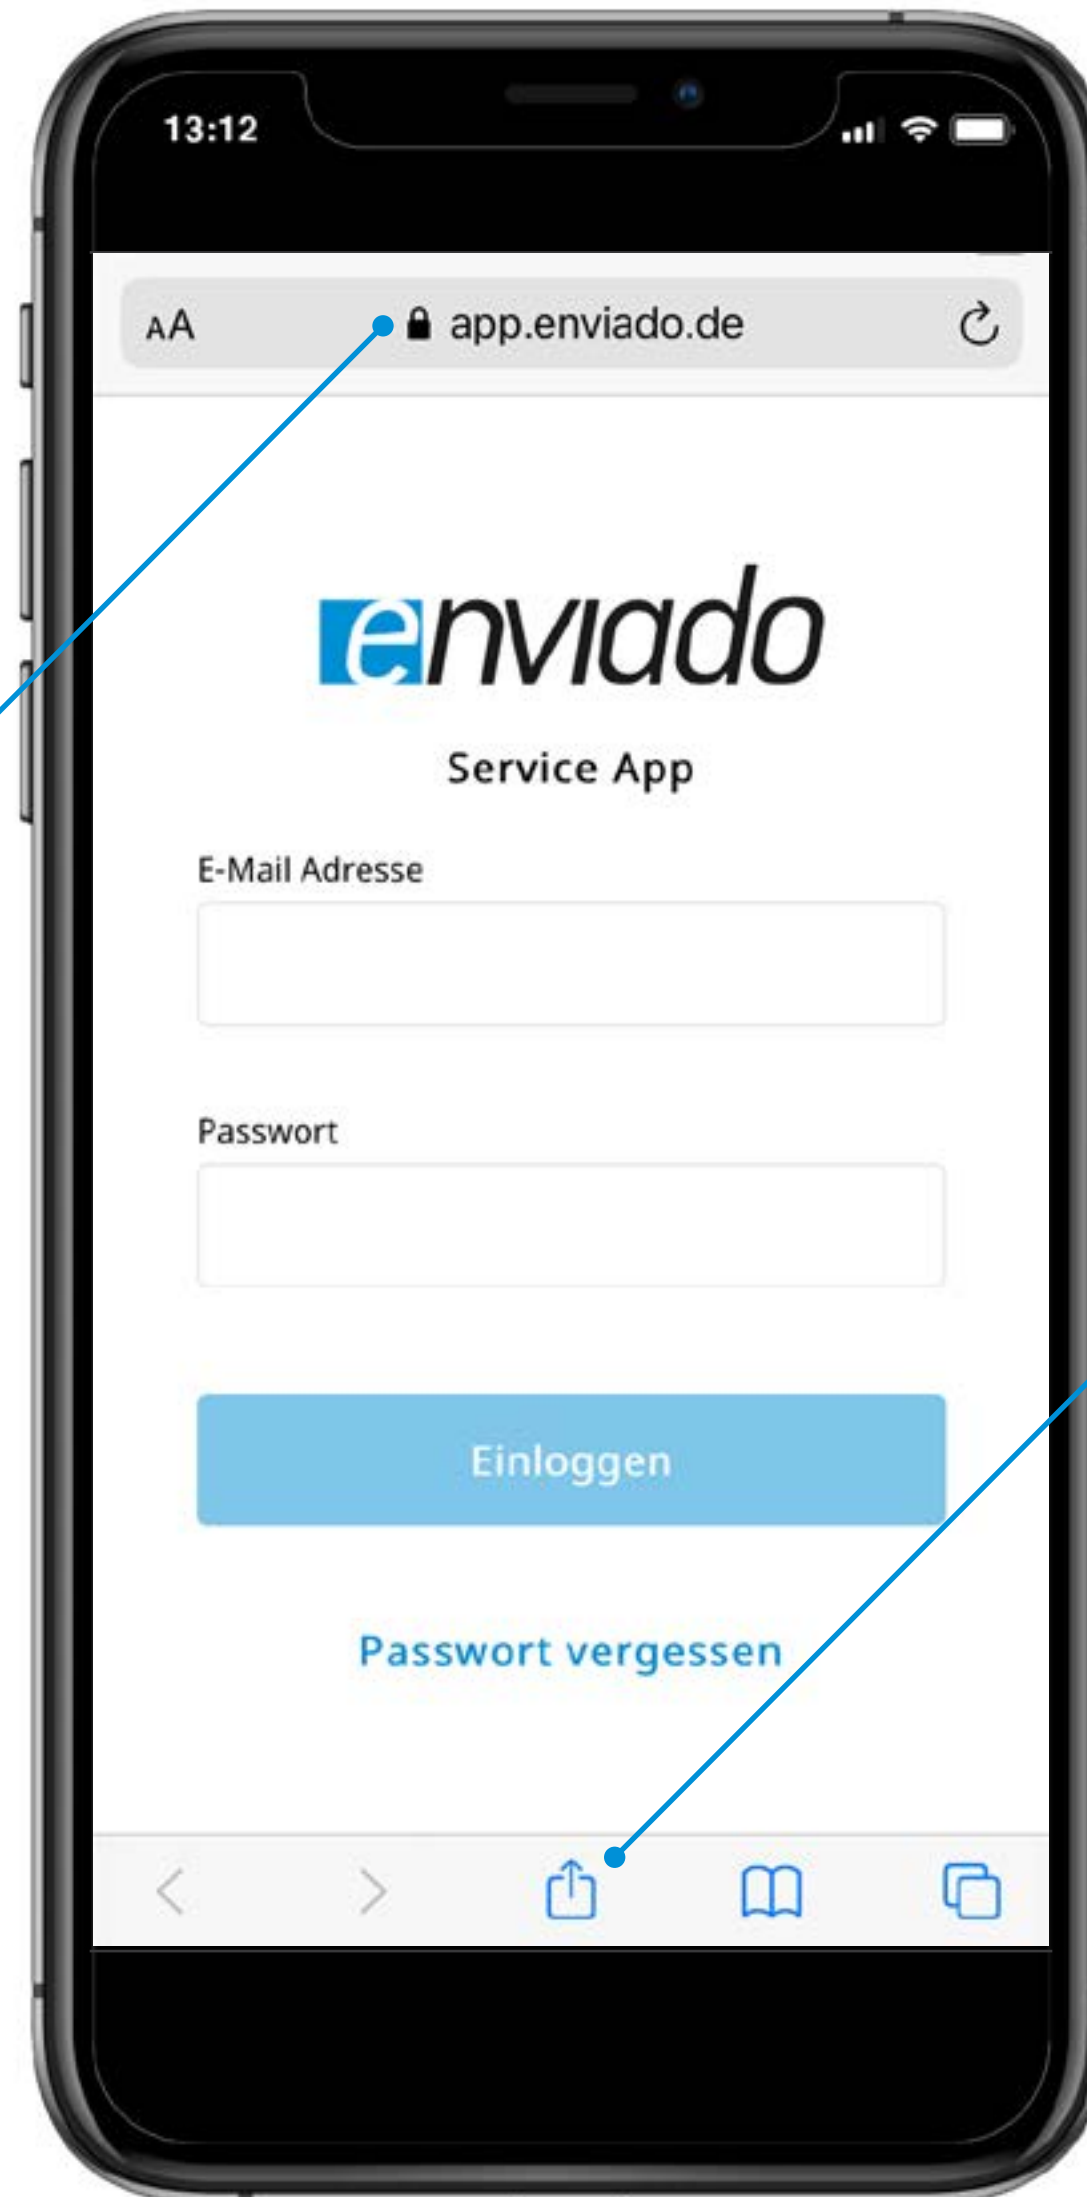 13:12
AA app.enviado.de
enviado
Service App
E-Mail Adresse
Passwort
Einloggen
Passwort vergessen